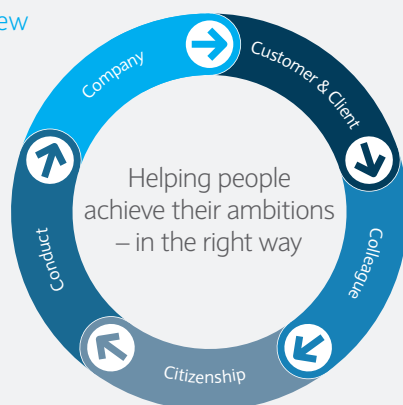 ew
Company
Customer & Client
Helping people
achieve their ambitions
– in the right way
Conduct
Colleague
Citizenship